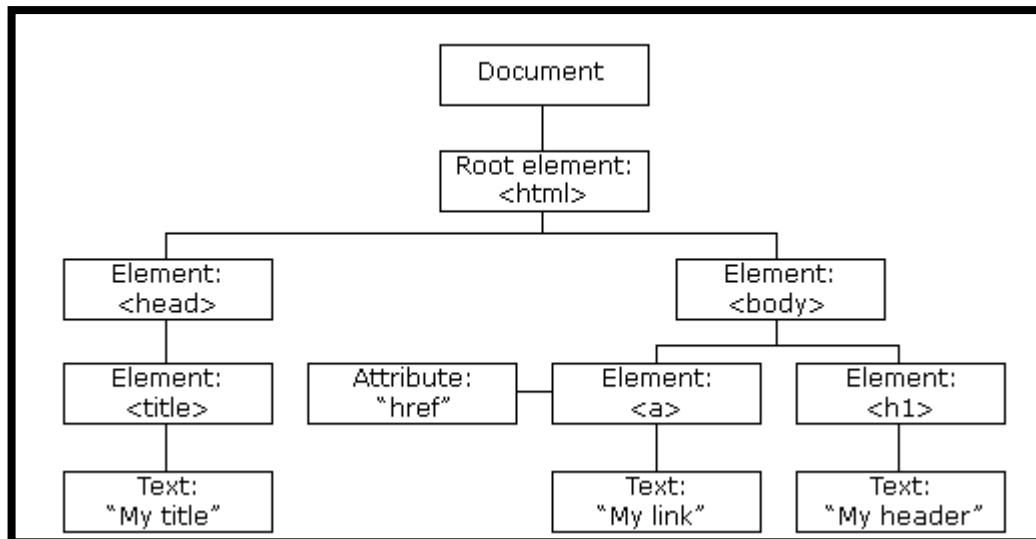 Document
Root element:
<html>
Element:
<head>
Element:
<body>
Element:
<title>
Attribute:
“href”
Element:
<a>
Element:
<h1>
Text:
“My title”
Text:
“My link”
Text:
“My header”